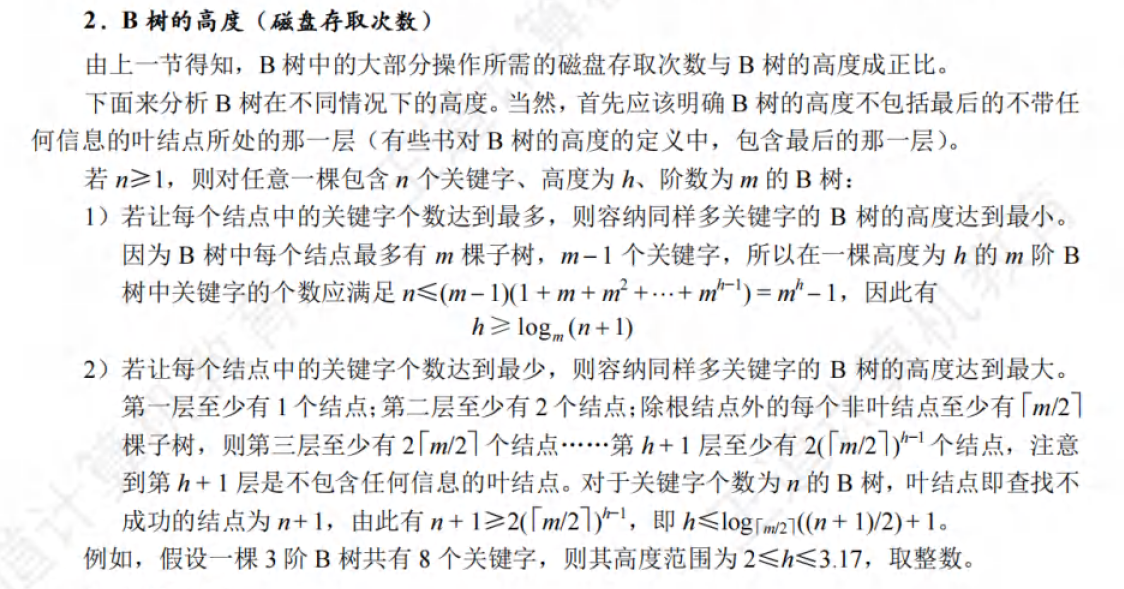 2．B 树的高度（磁盘存取次数）
由上一节得知，B 树中的大部分操作所需的磁盘存取次数与 B 树的高度成正比。
下面来分析 B 树在不同情况下的高度。当然，首先应该明确 B 树的高度不包括最后的不带任
何信息的叶结点所处的那一层（有些书对 B 树的高度的定义中，包含最后的那一层）。
若 n≥1，则对任意一棵包含 n 个关键字、高度为 h、阶数为 m 的 B 树：
1）若让每个结点中的关键字个数达到最多，则容纳同样多关键字的 B 树的高度达到最小。
因为 B 树中每个结点最多有 m 棵子树，m－1 个关键字，所以在一棵高度为 h 的 m 阶 B
树中关键字的个数应满足 n≤(m－1)(1 + m + m² + ⋯ + mʰ⁻¹) = mʰ－1，因此有
h ≥ logₘ (n + 1)
2）若让每个结点中的关键字个数达到最少，则容纳同样多关键字的 B 树的高度达到最大。
第一层至少有 1 个结点；第二层至少有 2 个结点；除根结点外的每个非叶结点至少有⌈m/2⌉
棵子树，则第三层至少有 2⌈m/2⌉个结点……第 h + 1 层至少有 2(⌈m/2⌉)ʰ⁻¹ 个结点，注意
到第 h + 1 层是不包含任何信息的叶结点。对于关键字个数为 n 的 B 树，叶结点即查找不
成功的结点为 n + 1，由此有 n + 1≥2(⌈m/2⌉)ʰ⁻¹，即 h≤log⌈m/2⌉((n + 1)/2) + 1。
例如，假设一棵 3 阶 B 树共有 8 个关键字，则其高度范围为 2≤h≤3.17，取整数。